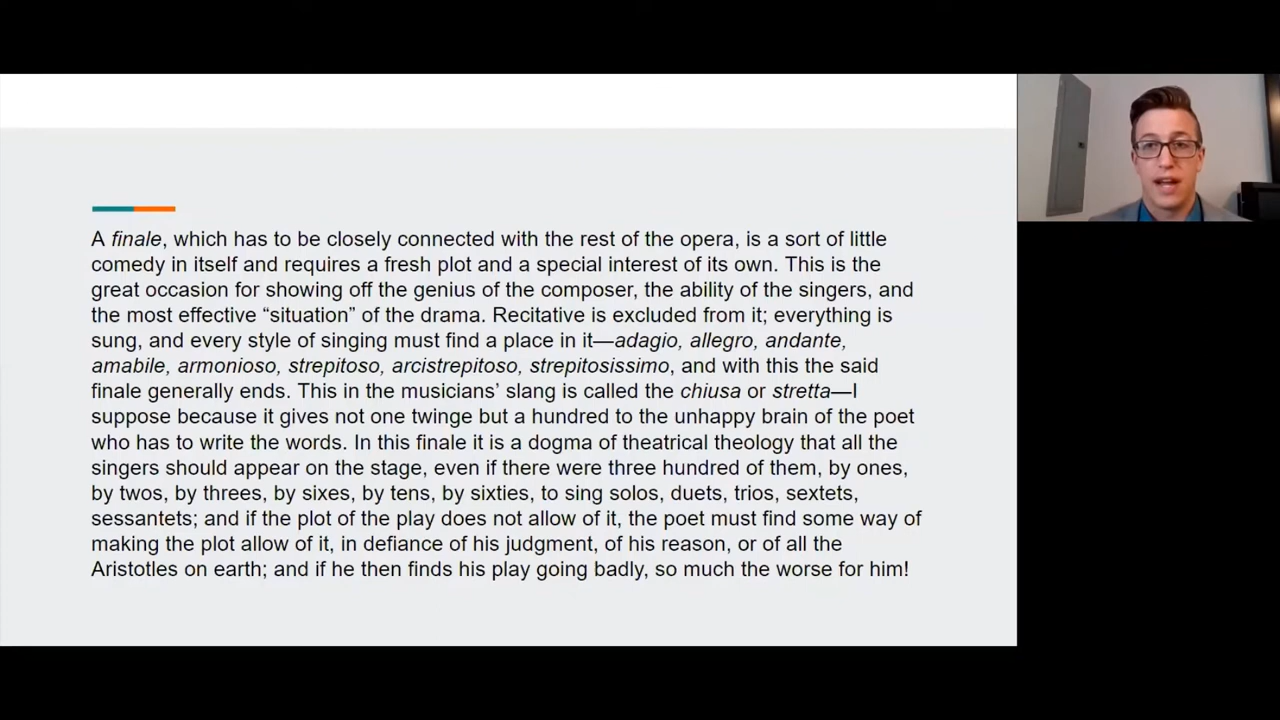 A finale, which has to be closely connected with the rest of the opera, is a sort of little
comedy in itself and requires a fresh plot and a special interest of its own. This is the
great occasion for showing off the genius of the composer, the ability of the singers, and
the most effective “situation” of the drama. Recitative is excluded from it; everything is
sung, and every style of singing must find a place in it—adagio, allegro, andante,
amabile, armonioso, strepitoso, arcistrepitoso, strepitosissimo, and with this the said
finale generally ends. This in the musicians’ slang is called the chiusa or stretta—I
suppose because it gives not one twinge but a hundred to the unhappy brain of the poet
who has to write the words. In this finale it is a dogma of theatrical theology that all the
singers should appear on the stage, even if there were three hundred of them, by ones,
by twos, by threes, by sixes, by tens, by sixties, to sing solos, duets, trios, sextets,
sessantets; and if the plot of the play does not allow of it, the poet must find some way of
making the plot allow of it, in defiance of his judgment, of his reason, or of all the
Aristotles on earth; and if he then finds his play going badly, so much the worse for him!